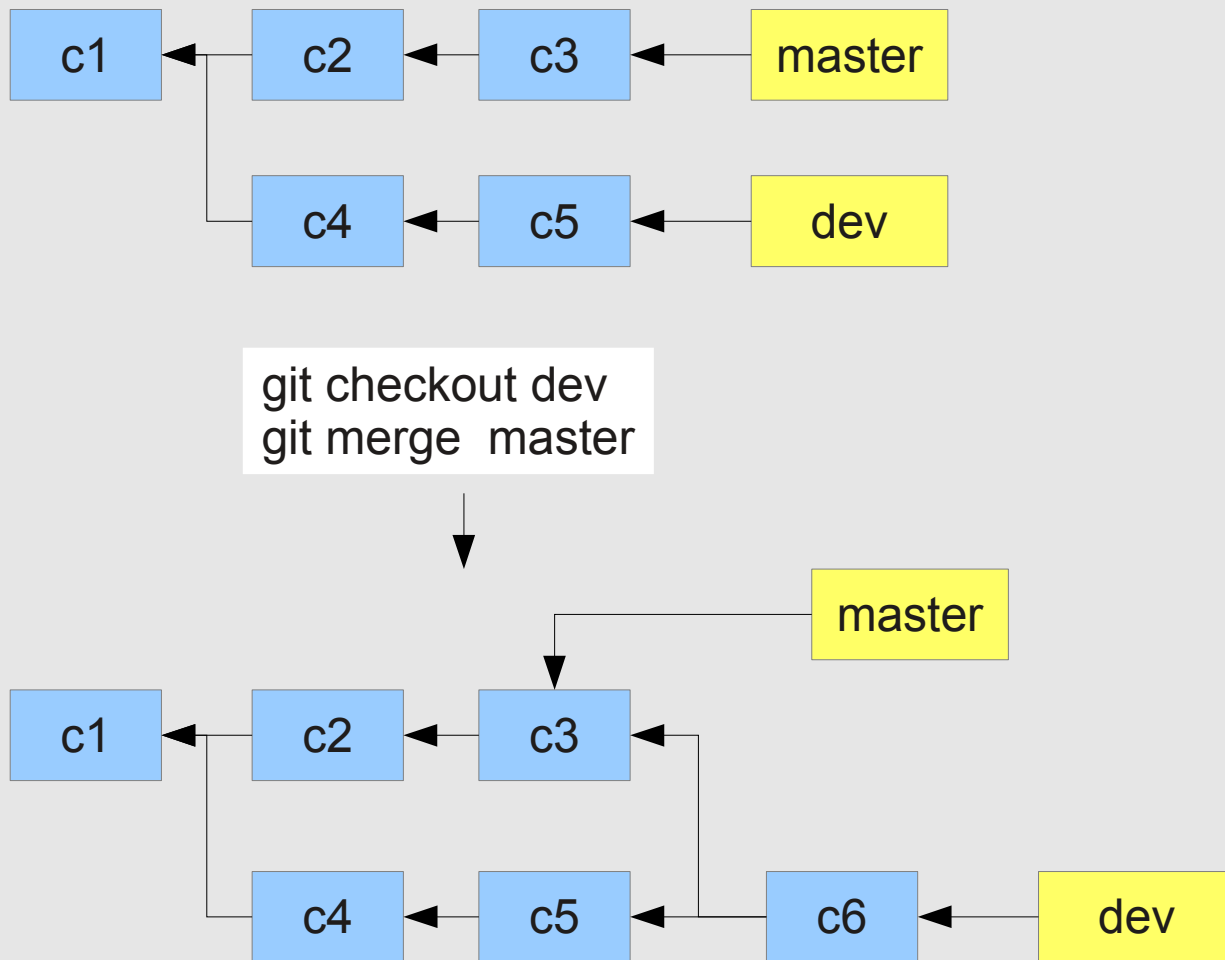 c1 c2 c3 master
c4 c5 dev
git checkout dev
git merge  master
master
c1 c2 c3
c4 c5 c6 dev